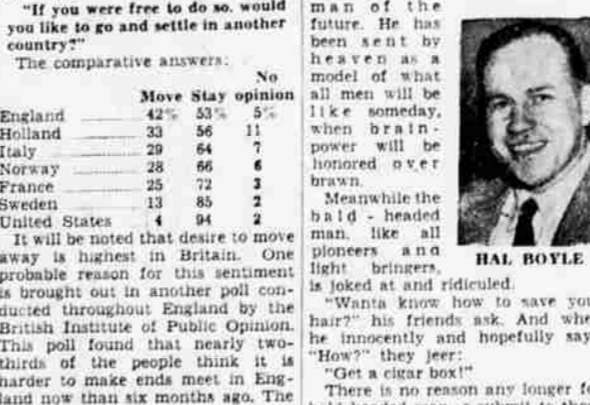 "If you were free to do so, would
you like to go and settle in another
country?"
The comparative answers:
No
Move Stay opinion
England 42% 53% 5%
Holland 33 56 11
Italy 29 64 7
Norway 28 66 6
France 25 72 3
Sweden 13 85 2
United States 4 94 2
It will be noted that desire to move
away is highest in Britain. One
probable reason for this sentiment
is brought out in another poll con-
ducted throughout England by the
British Institute of Public Opinion.
This poll found that nearly two-
thirds of the people think it is
harder to make ends meet in Eng-
land now than six months ago. The
man of the
future. He has
been sent by
heaven as a
model of what
all men will be
like someday,
when brain-
power will be
honored over
brawn.
Meanwhile the
bald - headed
man, like all
pioneers and
light bringers,
is joked at and ridiculed.
"Wanta know how to save you
hair?" his friends ask. And whe
he innocently and hopefully say
"How?" they jeer:
"Get a cigar box!"
There is no reason any longer fo
HAL BOYLE